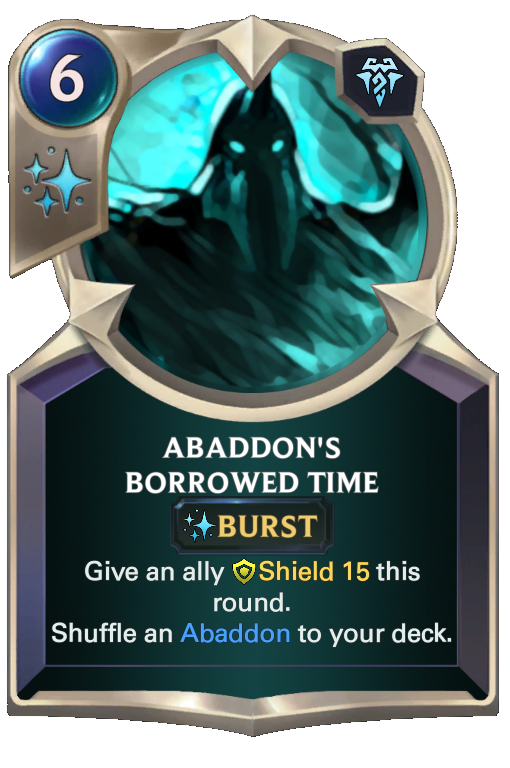 6
ABADDON'S
BORROWED TIME
BURST
Give an ally Shield 15 this
round.
Shuffle an Abaddon to your deck.